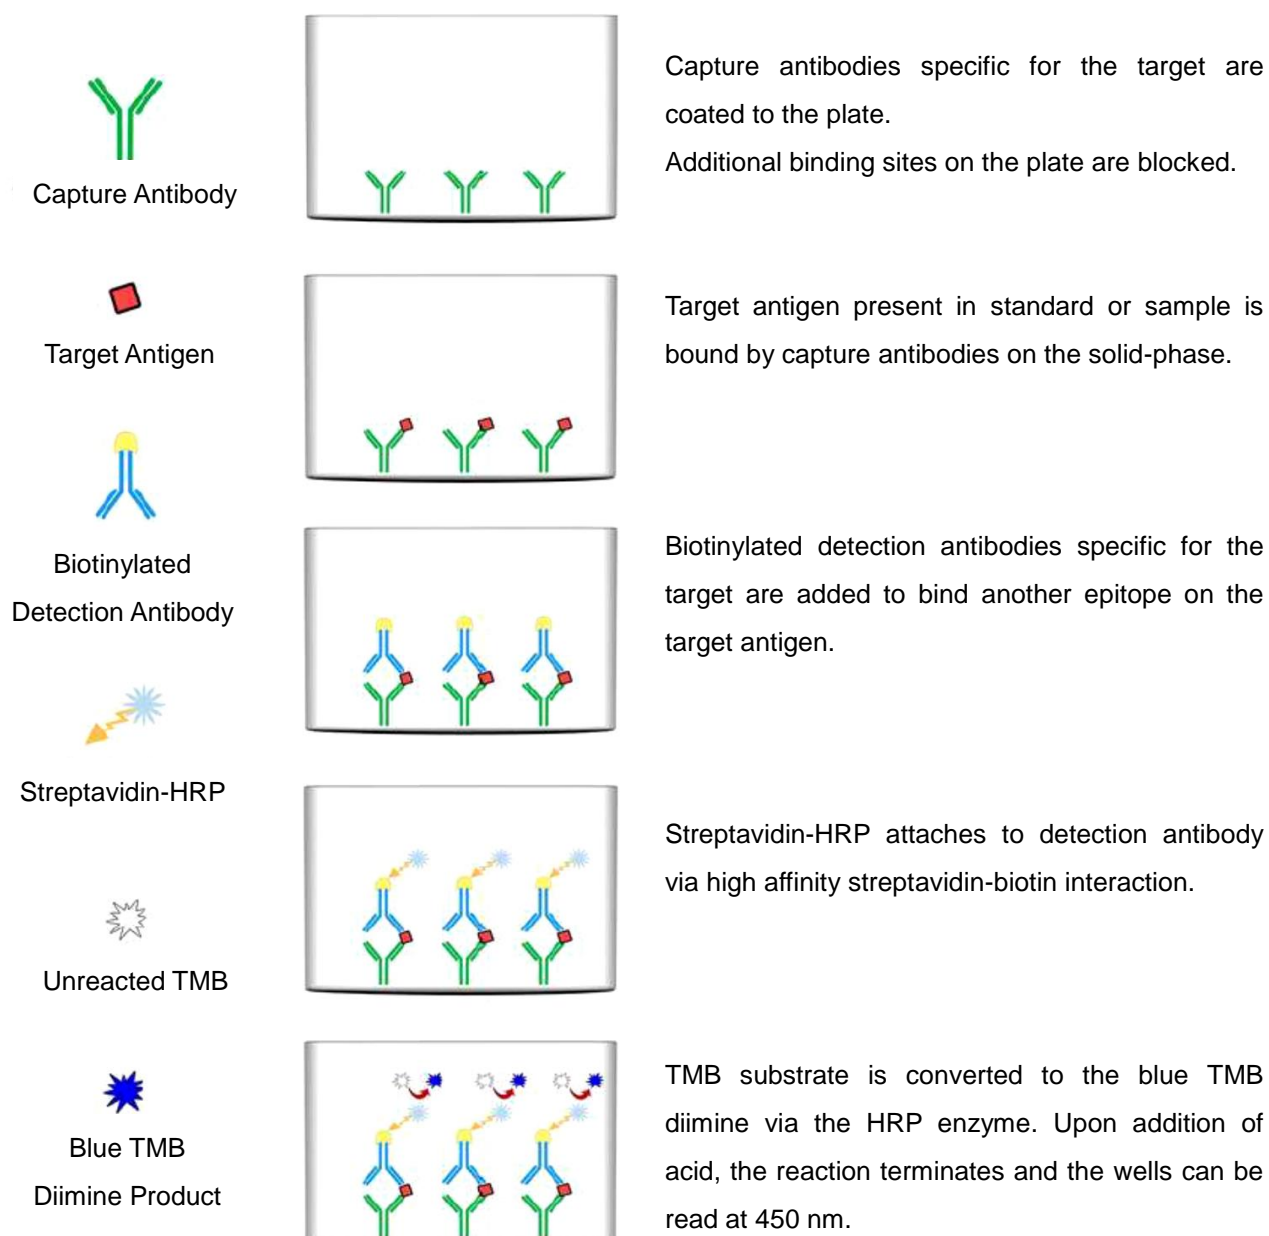 Capture Antibody
Capture antibodies specific for the target are
coated to the plate.
Additional binding sites on the plate are blocked.
Target Antigen
Target antigen present in standard or sample is
bound by capture antibodies on the solid-phase.
Biotinylated
Detection Antibody
Biotinylated detection antibodies specific for the
target are added to bind another epitope on the
target antigen.
Streptavidin-HRP
Streptavidin-HRP attaches to detection antibody
via high affinity streptavidin-biotin interaction.
Unreacted TMB
Blue TMB
Diimine Product
TMB substrate is converted to the blue TMB
diimine via the HRP enzyme. Upon addition of
acid, the reaction terminates and the wells can be
read at 450 nm.